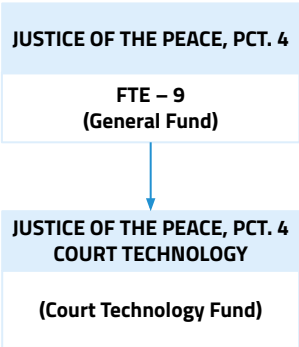 JUSTICE OF THE PEACE, PCT. 4
FTE – 9
(General Fund)
JUSTICE OF THE PEACE, PCT. 4
COURT TECHNOLOGY
(Court Technology Fund)